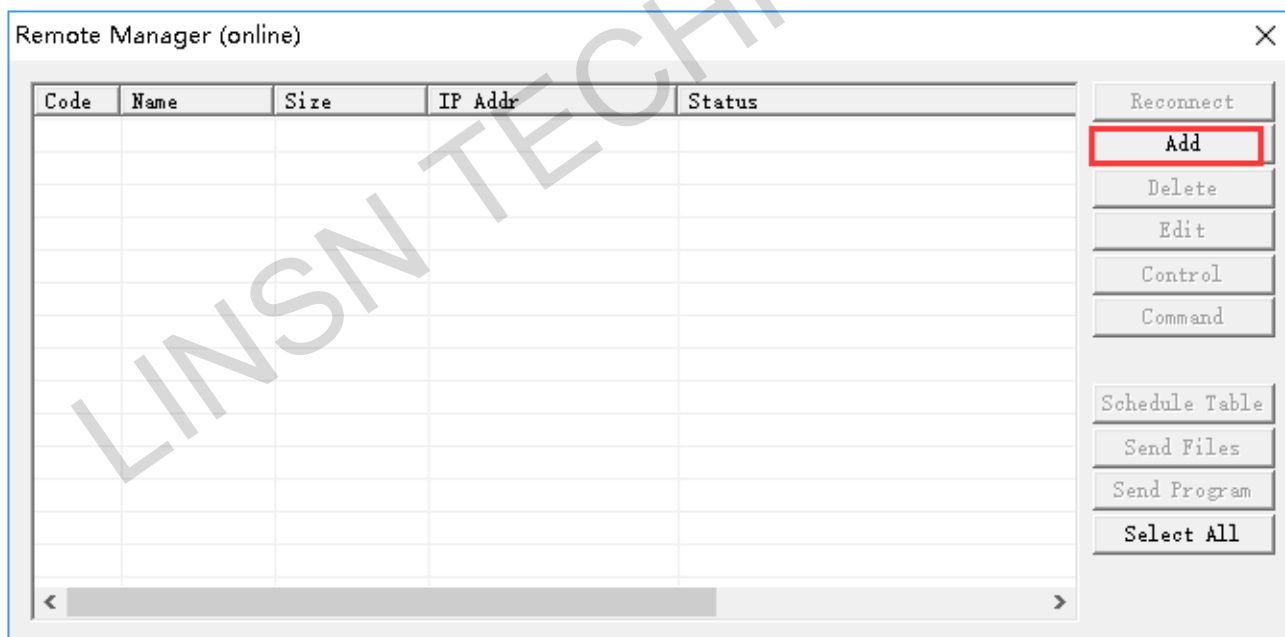 Remote Manager (online)
Code Name Size IP Addr Status
Reconnect
Add
Delete
Edit
Control
Command
Schedule Table
Send Files
Send Program
Select All
LINSN TECH